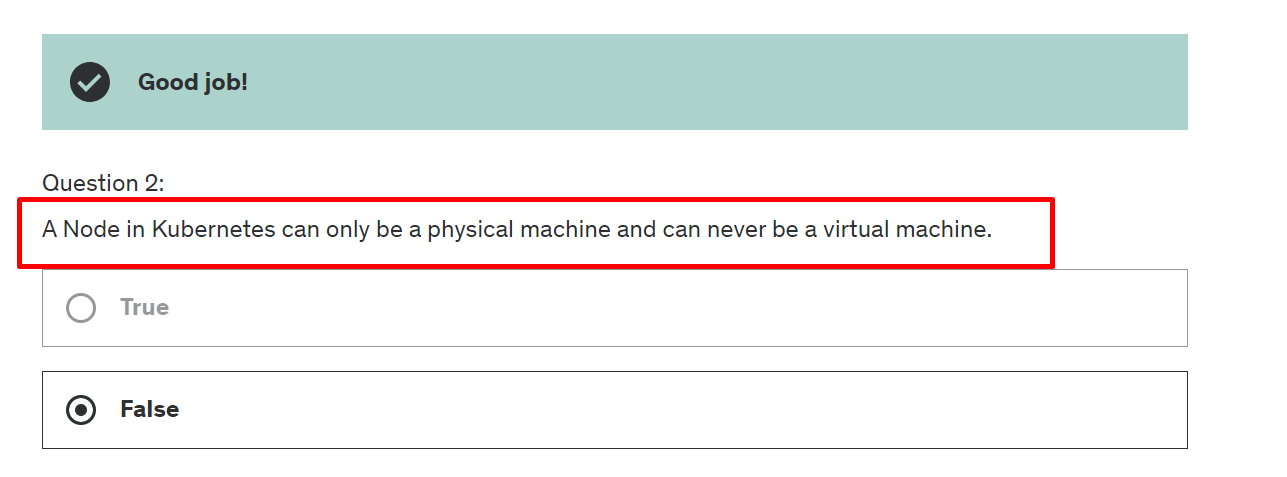 Good job!
Question 2:
A Node in Kubernetes can only be a physical machine and can never be a virtual machine.
True
False